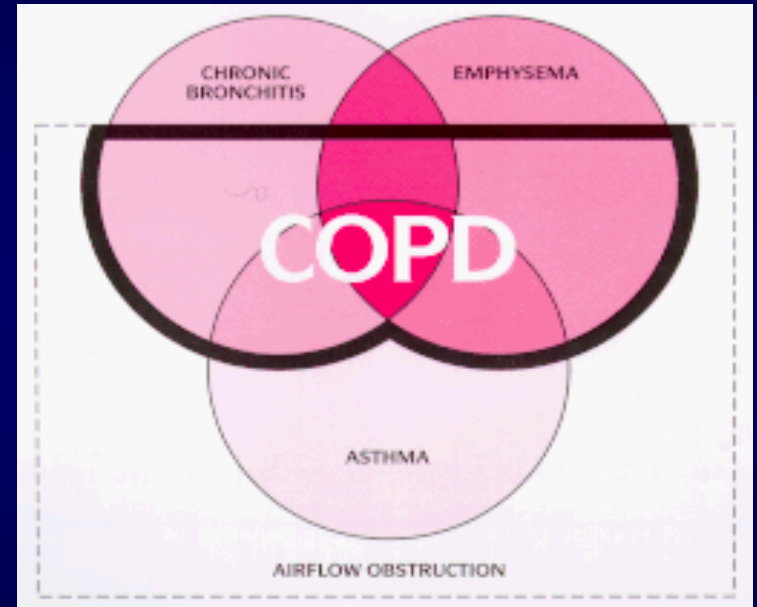 CHRONIC
BRONCHITIS
EMPHYSEMA
COPD
ASTHMA
AIRFLOW OBSTRUCTION